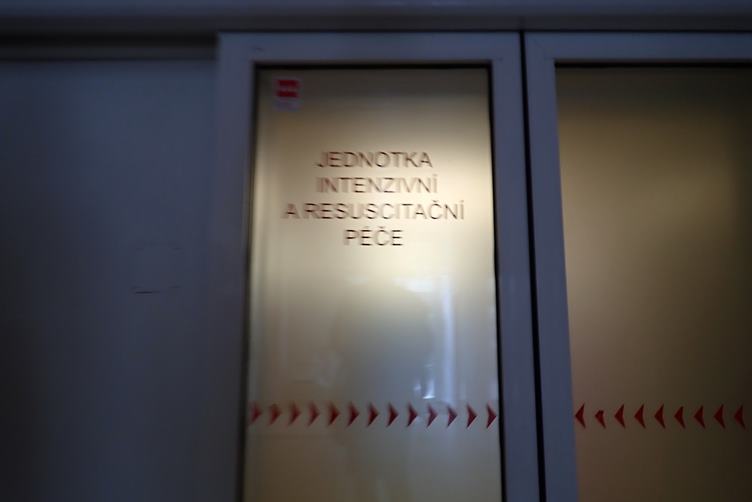 JEDNOTKA
INTENZIVNÍ
A RESUSCITAČNÍ
PÉČE